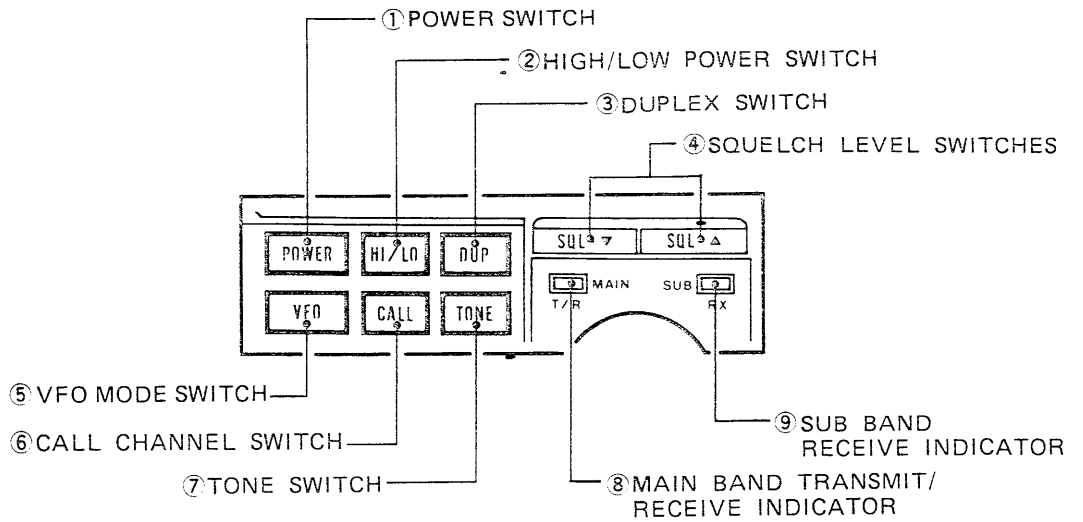 ①POWER SWITCH
②HIGH/LOW POWER SWITCH
③DUPLEX SWITCH
④SQUELCH LEVEL SWITCHES
POWER HI/LO DUP SQL ▽ SQL △
MAIN SUB
T/R RX
VFO CALL TONE
⑤VFO MODE SWITCH
⑥CALL CHANNEL SWITCH
⑦TONE SWITCH
⑨SUB BAND
RECEIVE INDICATOR
⑧MAIN BAND TRANSMIT/
RECEIVE INDICATOR